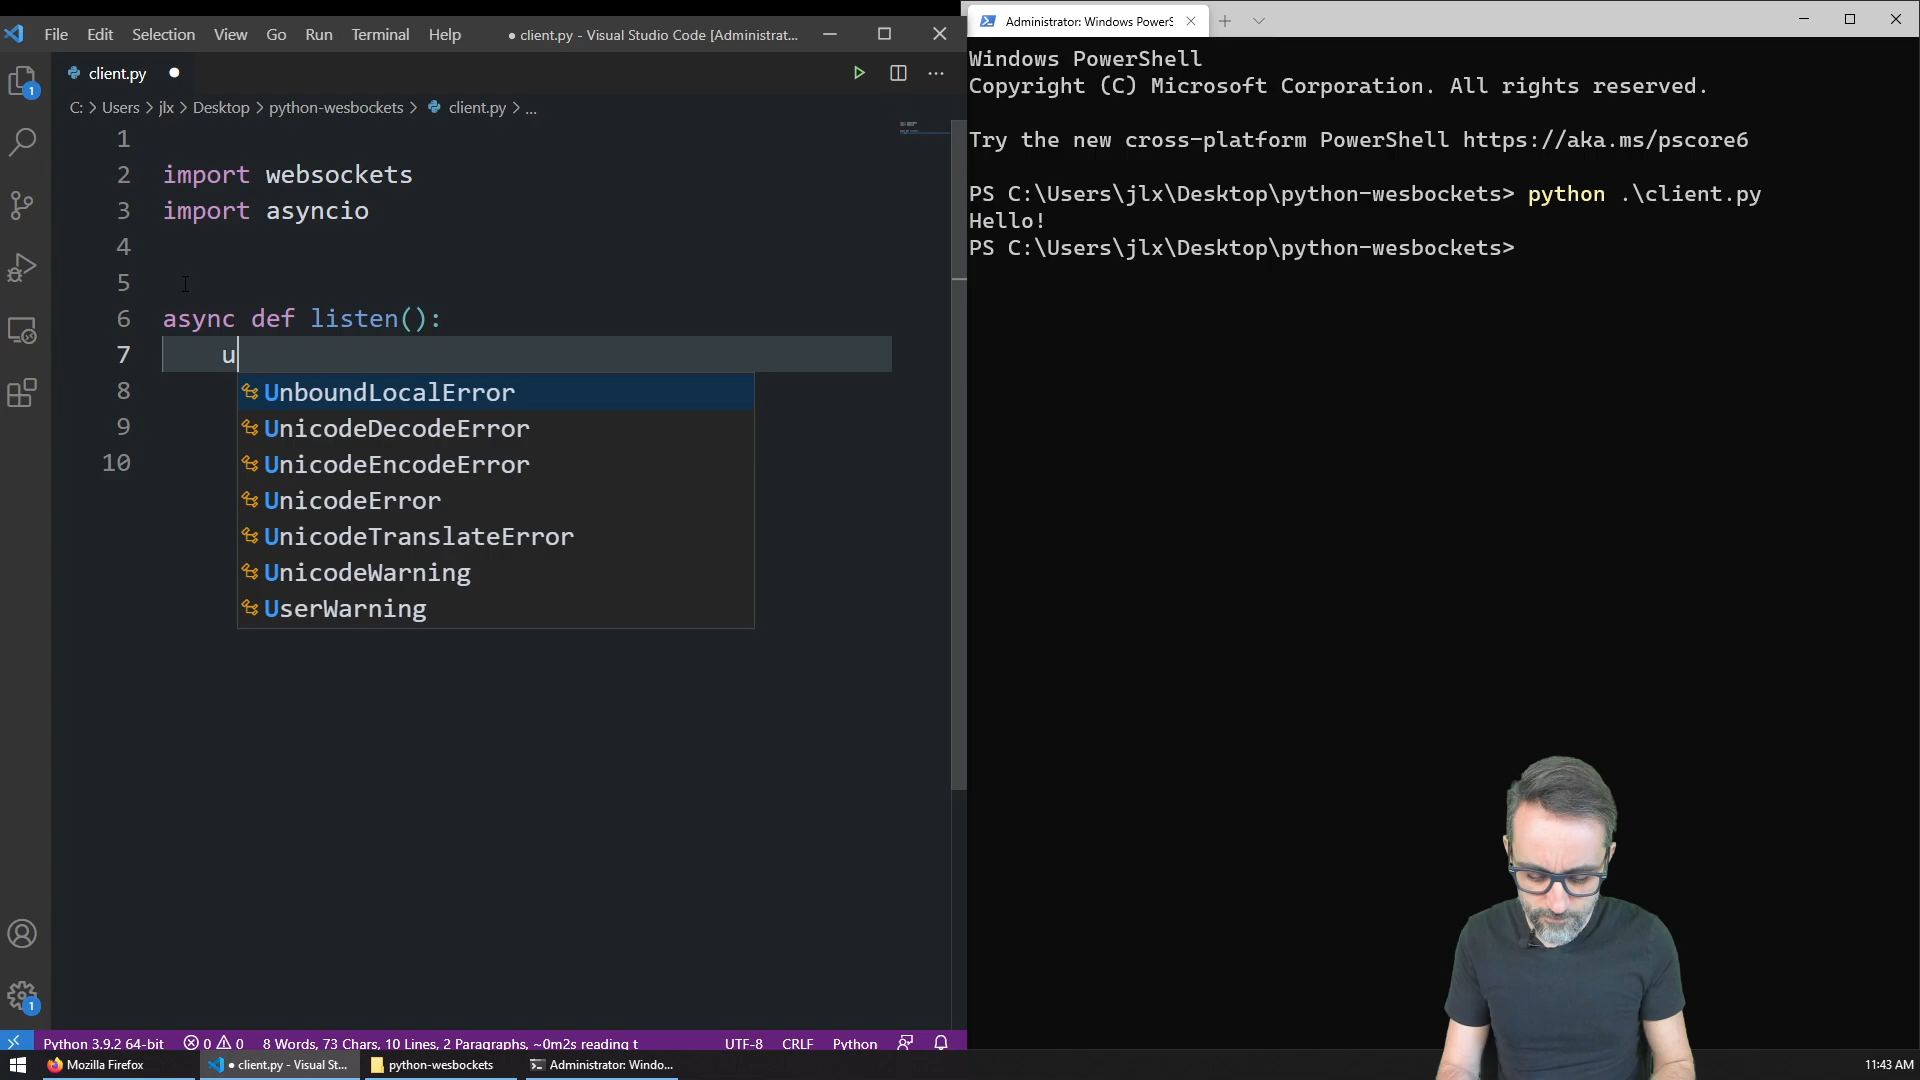 File Edit Selection View Go Run Terminal Help ● client.py - Visual Studio Code [Administrat...
client.py ●
C: > Users > jlx > Desktop > python-wesbockets > client.py > ...
1
2 import websockets
3 import asyncio
4
5
6 async def listen():
7 u
8
9
10
UnboundLocalError
UnicodeDecodeError
UnicodeEncodeError
UnicodeError
UnicodeTranslateError
UnicodeWarning
UserWarning
1
1
Python 3.9.2 64-bit 0 0 8 Words, 73 Chars, 10 Lines, 2 Paragraphs, ~0m2s reading t UTF-8 CRLF Python
Administrator: Windows PowerS
Windows PowerShell
Copyright (C) Microsoft Corporation. All rights reserved.
Try the new cross-platform PowerShell https://aka.ms/pscore6
PS C:\Users\jlx\Desktop\python-wesbockets> python .\client.py
Hello!
PS C:\Users\jlx\Desktop\python-wesbockets>
Mozilla Firefox ● client.py - Visual St... python-wesbockets Administrator: Windo... 11:43 AM